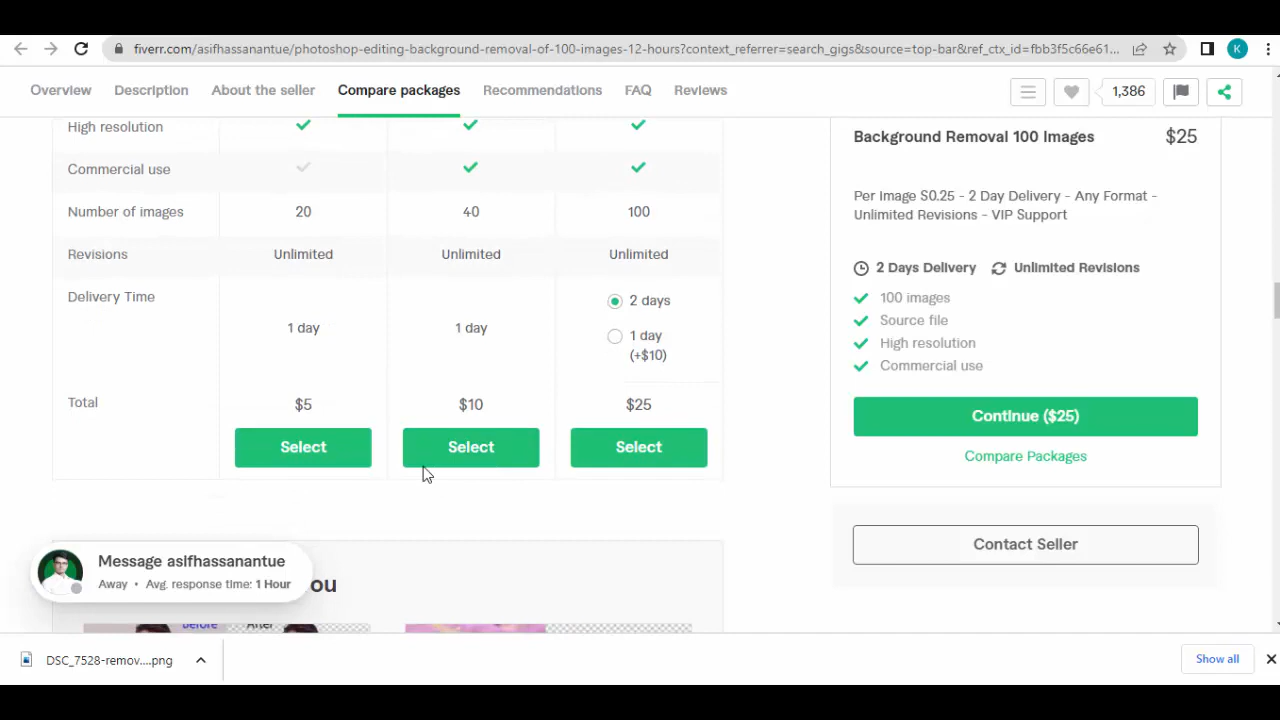 fiverr.com/asifhassanantue/photoshop-editing-background-removal-of-100-images-12-hours?context_referrer=search_gigs&source=top-bar&ref_ctx_id=fbb3f5c66e61...
K
Overview Description About the seller Compare packages Recommendations FAQ Reviews
1,386
High resolution
Commercial use
Number of images 20 40 100
Revisions Unlimited Unlimited Unlimited
Delivery Time
1 day 1 day
2 days
1 day
(+$10)
Total $5 $10 $25
Select Select Select
Background Removal 100 Images $25
Per Image S0.25 - 2 Day Delivery - Any Format -
Unlimited Revisions - VIP Support
2 Days Delivery Unlimited Revisions
100 images
Source file
High resolution
Commercial use
Continue ($25)
Compare Packages
Contact Seller
Message asifhassanantue
Away • Avg. response time: 1 Hour
ou
Before After
DSC_7528-remov....png
Show all